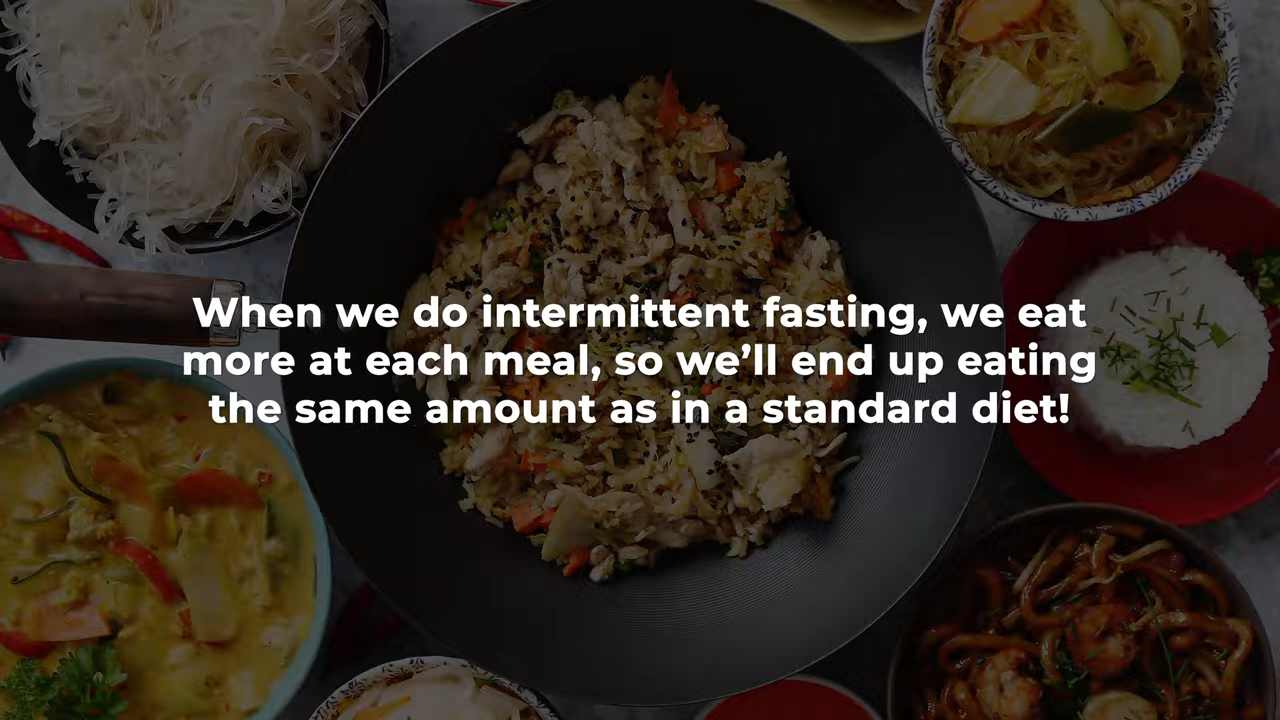 When we do intermittent fasting, we eat
more at each meal, so we’ll end up eating
the same amount as in a standard diet!